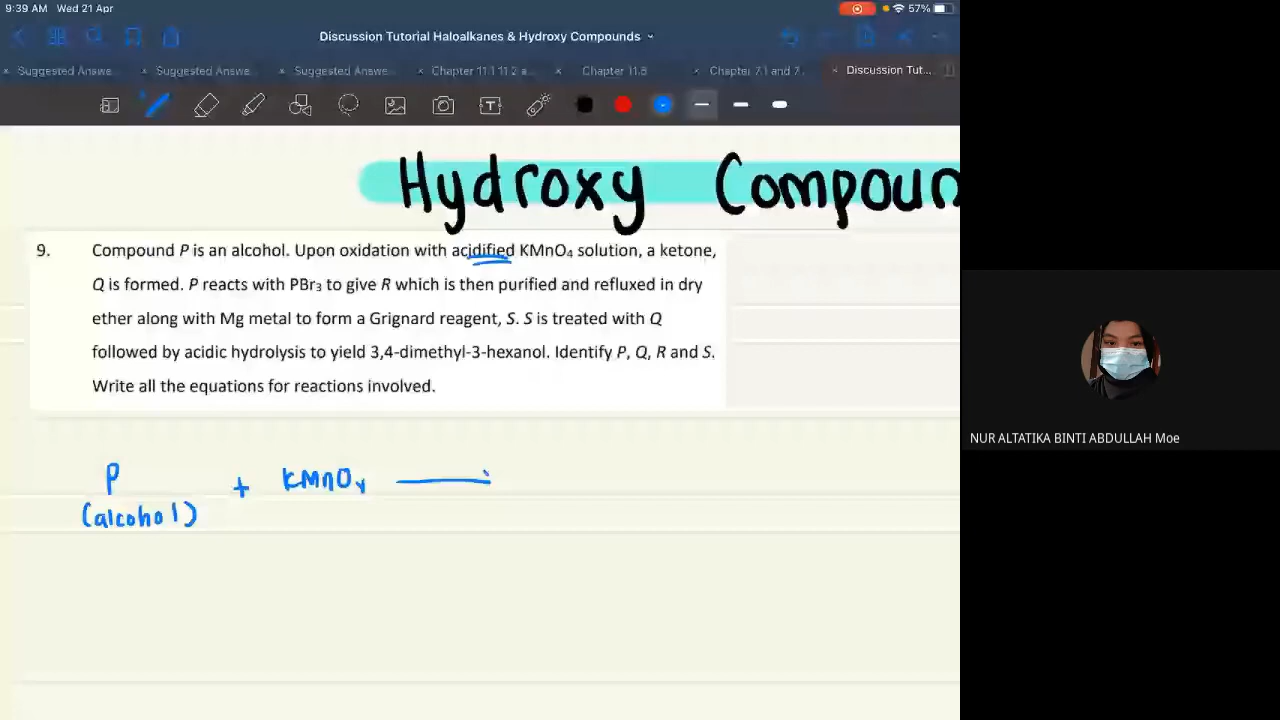 9:39 AM Wed 21 Apr
57%
Discussion Tutorial Haloalkanes & Hydroxy Compounds
Suggested Answe...
Suggested Answe...
Suggested Answe...
Chapter 11.1 11.2 a...
Chapter 11.8
Chapter 7.1 and 7.
Discussion Tut...
Hydroxy Compoun
9. Compound P is an alcohol. Upon oxidation with acidified KMnO₄ solution, a ketone,
Q is formed. P reacts with PBr₃ to give R which is then purified and refluxed in dry
ether along with Mg metal to form a Grignard reagent, S. S is treated with Q
followed by acidic hydrolysis to yield 3,4-dimethyl-3-hexanol. Identify P, Q, R and S.
Write all the equations for reactions involved.
P + KMnO₄
(alcohol)
NUR ALTATIKA BINTI ABDULLAH Moe